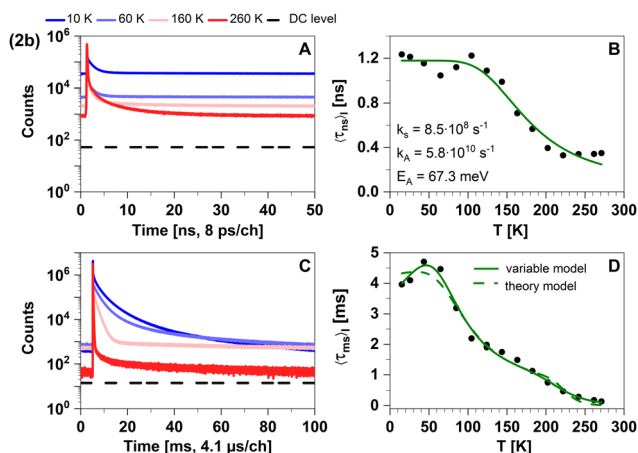 10 K 60 K 160 K 260 K DC level
(2b)
A
10⁶
10⁴
10²
10⁰
Counts
0 10 20 30 40 50
Time [ns, 8 ps/ch]
B
1.2
0.8
0.4
0.0
⟨τns⟩I [ns]
kS = 8.5·10⁸ s⁻¹
kA = 5.8·10¹⁰ s⁻¹
EA = 67.3 meV
0 50 100 150 200 250 300
T [K]
C
10⁶
10⁴
10²
10⁰
Counts
0 20 40 60 80 100
Time [ms, 4.1 µs/ch]
D
variable model
theory model
5
4
3
2
1
0
⟨τms⟩I [ms]
0 50 100 150 200 250 300
T [K]